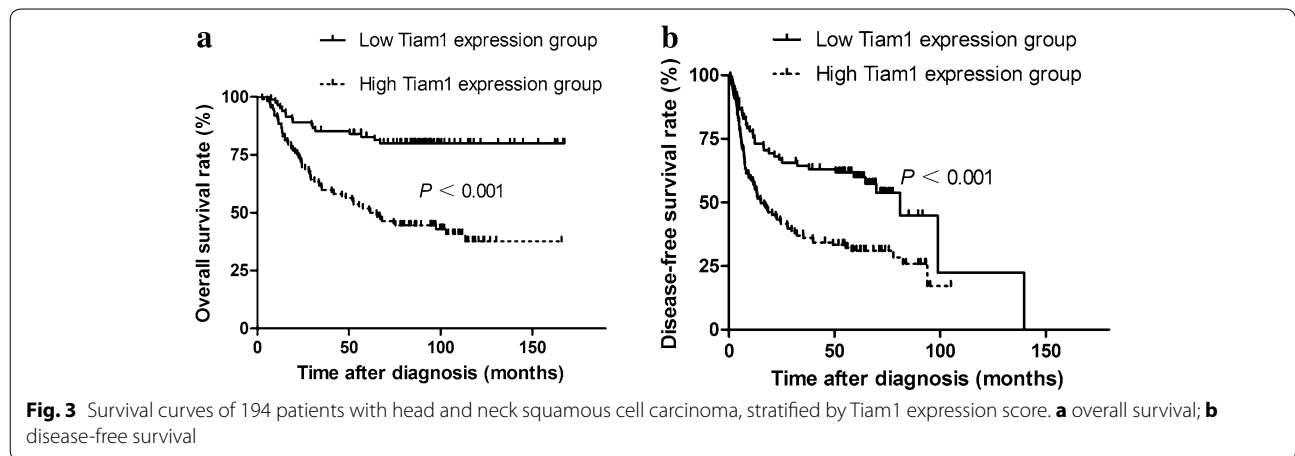 a
Low Tiam1 expression group
High Tiam1 expression group
Overall survival rate (%)
100
75
50
25
0
P < 0.001
0 50 100 150
Time after diagnosis (months)
b
Low Tiam1 expression group
High Tiam1 expression group
Disease-free survival rate (%)
100
75
50
25
0
P < 0.001
0 50 100 150
Time after diagnosis (months)
Fig. 3 Survival curves of 194 patients with head and neck squamous cell carcinoma, stratified by Tiam1 expression score. a overall survival; b
disease-free survival